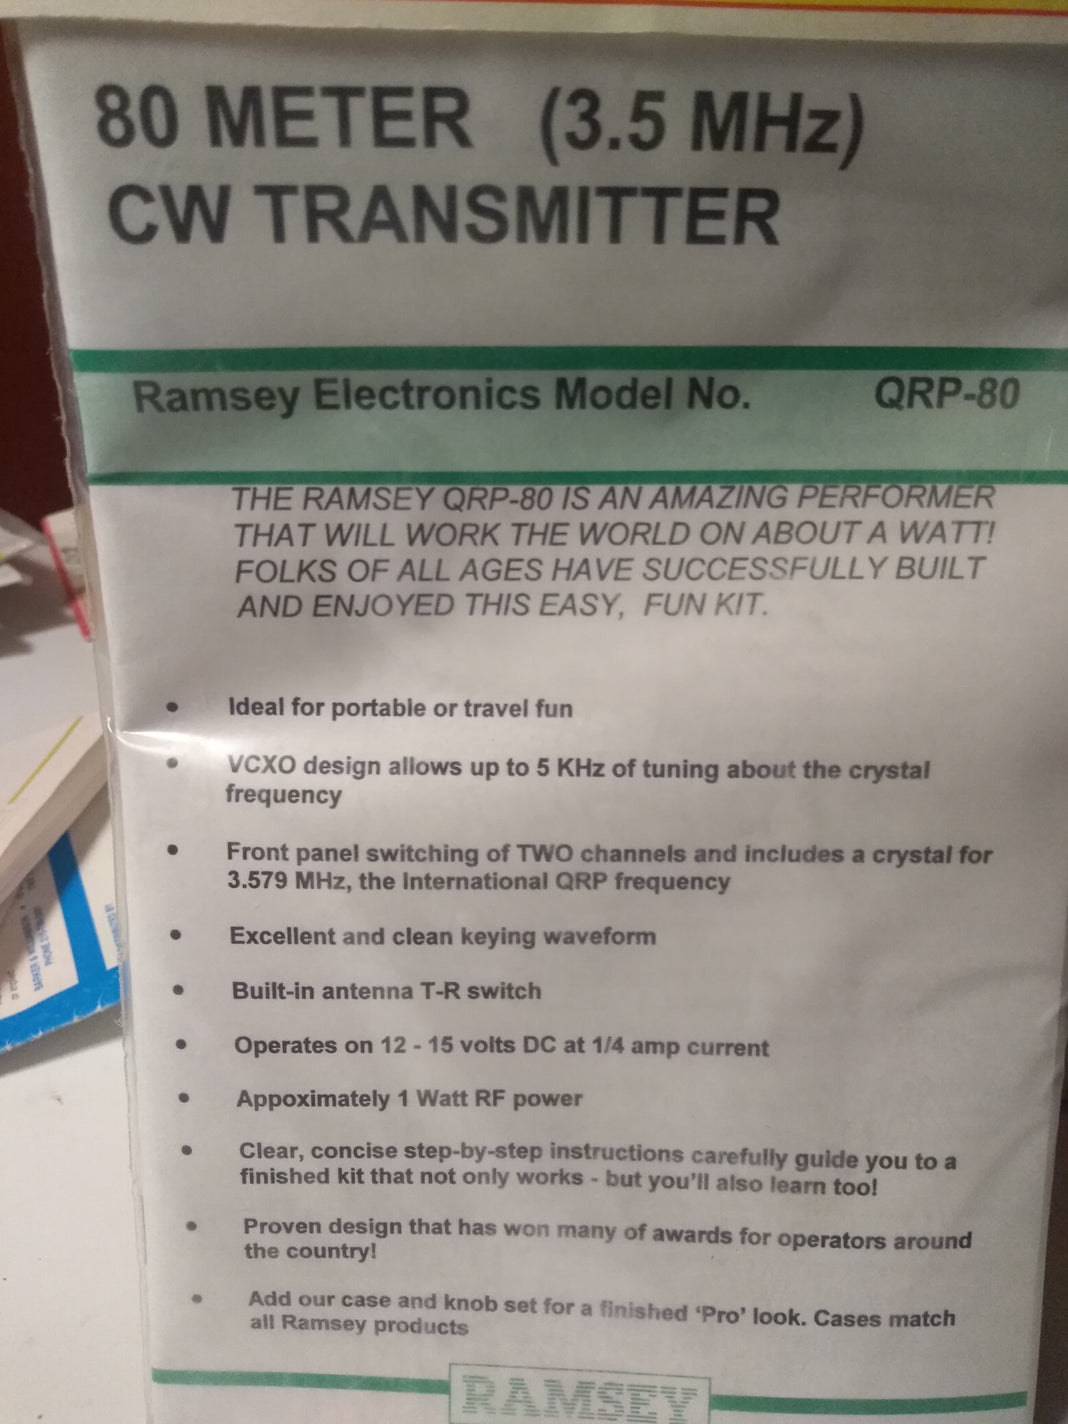 80 METER (3.5 MHz)
CW TRANSMITTER
Ramsey Electronics Model No. QRP-80
THE RAMSEY QRP-80 IS AN AMAZING PERFORMER
THAT WILL WORK THE WORLD ON ABOUT A WATT!
FOLKS OF ALL AGES HAVE SUCCESSFULLY BUILT
AND ENJOYED THIS EASY, FUN KIT.
• Ideal for portable or travel fun
• VCXO design allows up to 5 KHz of tuning about the crystal
frequency
• Front panel switching of TWO channels and includes a crystal for
3.579 MHz, the International QRP frequency
• Excellent and clean keying waveform
• Built-in antenna T-R switch
• Operates on 12 - 15 volts DC at 1/4 amp current
• Appoximately 1 Watt RF power
• Clear, concise step-by-step instructions carefully guide you to a
finished kit that not only works - but you'll also learn too!
• Proven design that has won many of awards for operators around
the country!
• Add our case and knob set for a finished ‘Pro’ look. Cases match
all Ramsey products
RAMSEY